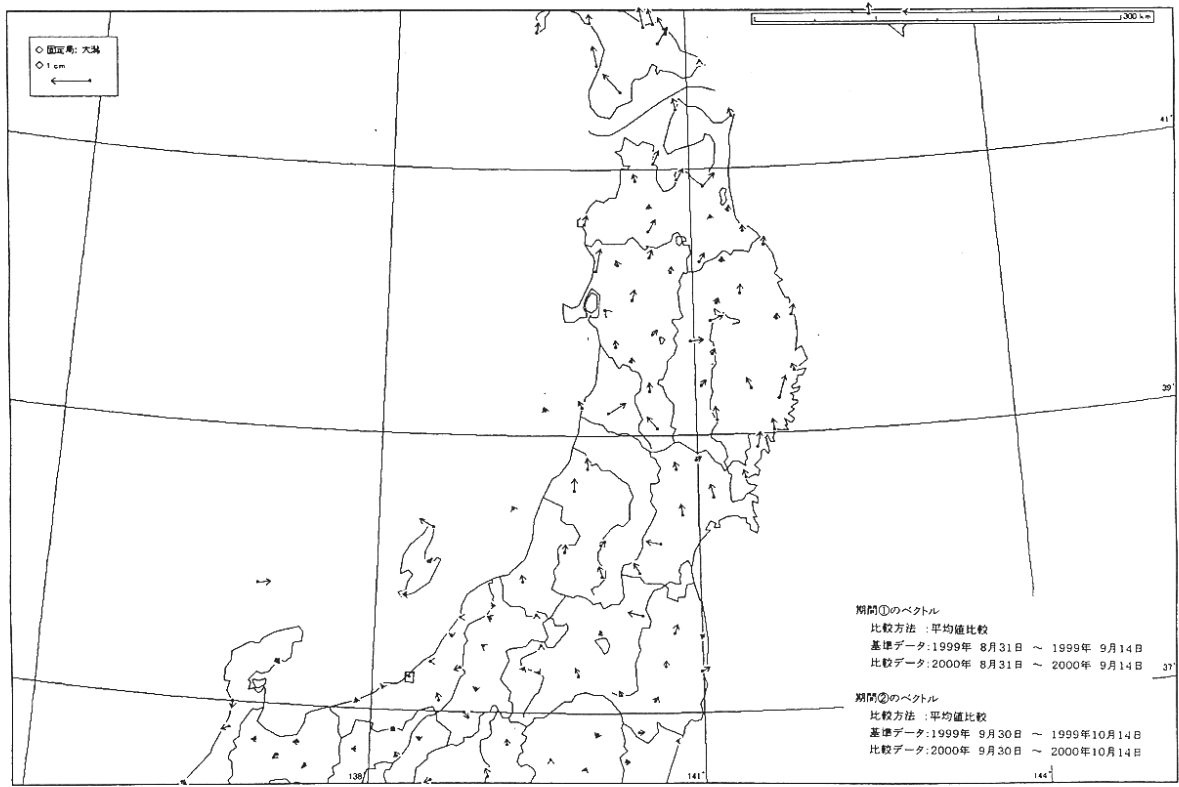 固定局: 大潟
1 cm
300 km
41°
39°
期間①のベクトル
比較方法 :平均値比較
基準データ:1999年 8月31日 ~ 1999年 9月14日
比較データ:2000年 8月31日 ~ 2000年 9月14日
37°
期間②のベクトル
比較方法 :平均値比較
基準データ:1999年 9月30日 ~ 1999年10月14日
比較データ:2000年 9月30日 ~ 2000年10月14日
138°
141°
144°